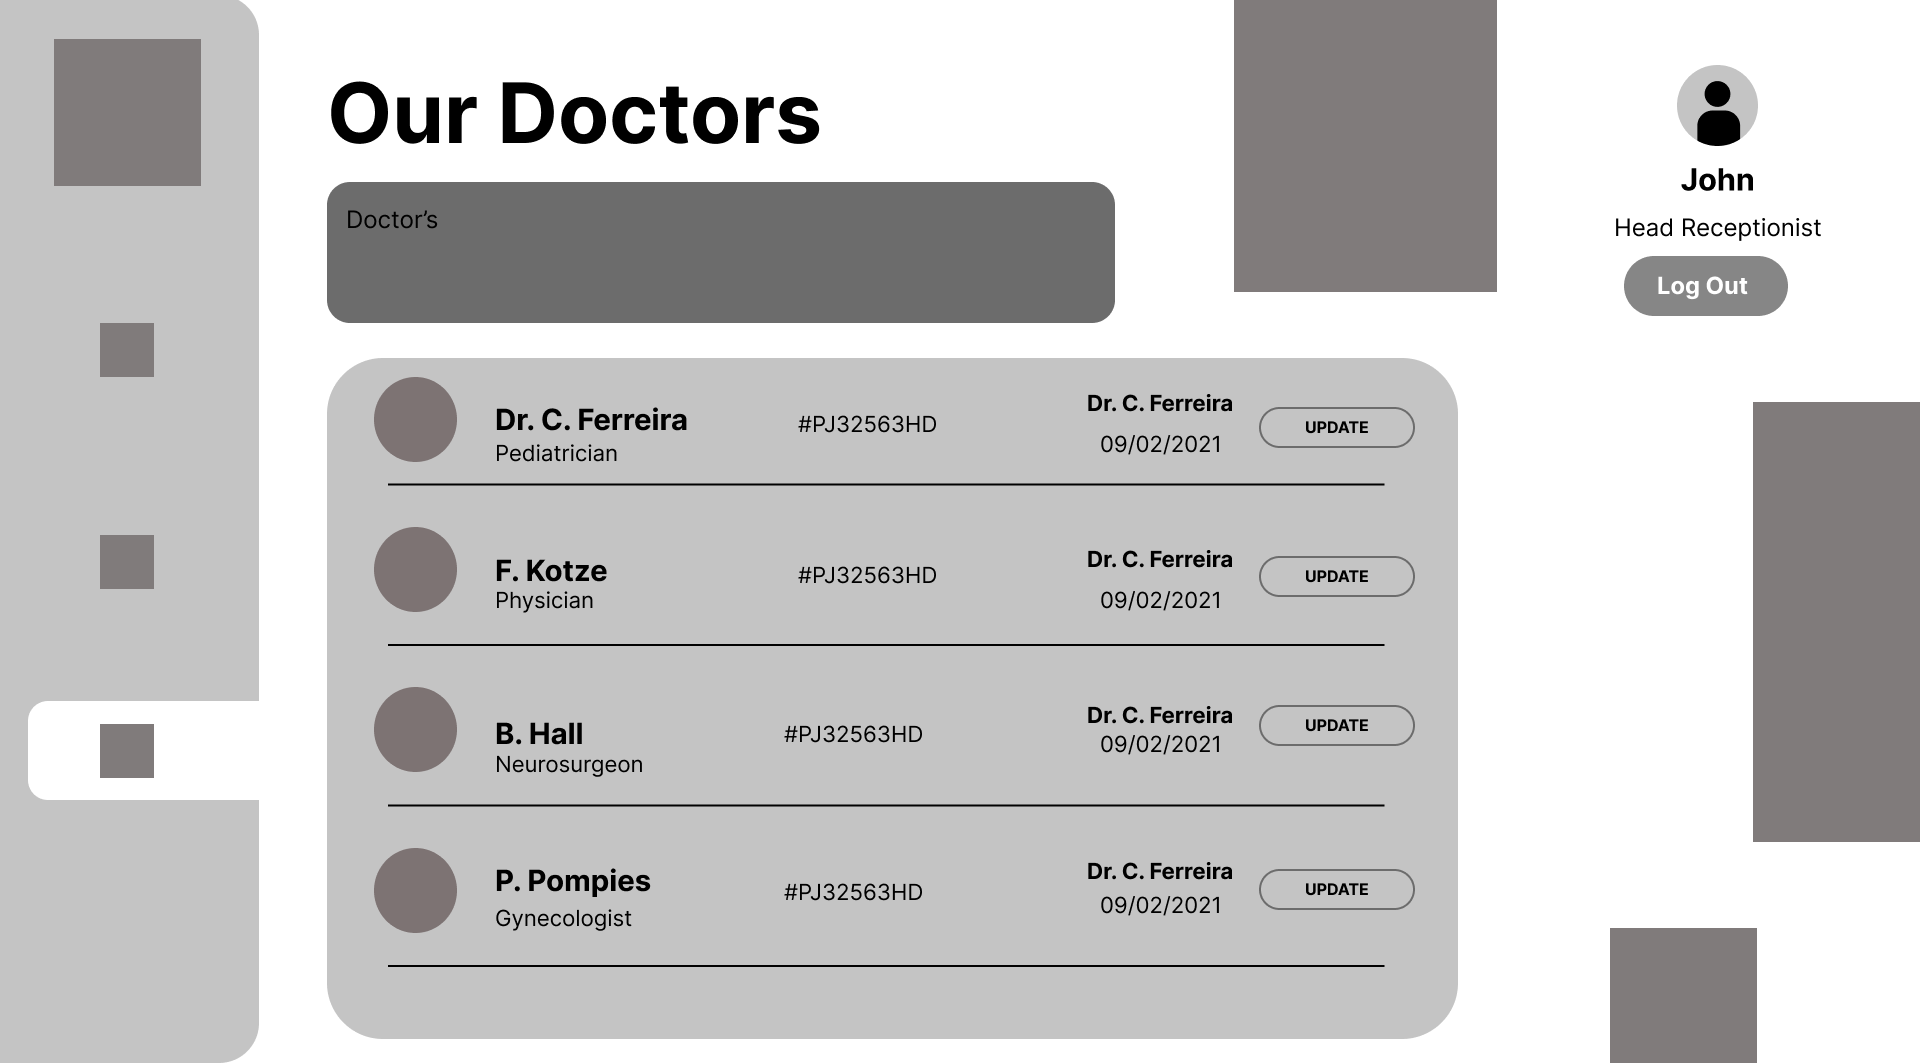 Our Doctors
Doctor’s
John
Head Receptionist
Log Out
Dr. C. Ferreira
Pediatrician
#PJ32563HD
Dr. C. Ferreira
09/02/2021
UPDATE
F. Kotze
Physician
#PJ32563HD
Dr. C. Ferreira
09/02/2021
UPDATE
B. Hall
Neurosurgeon
#PJ32563HD
Dr. C. Ferreira
09/02/2021
UPDATE
P. Pompies
Gynecologist
#PJ32563HD
Dr. C. Ferreira
09/02/2021
UPDATE